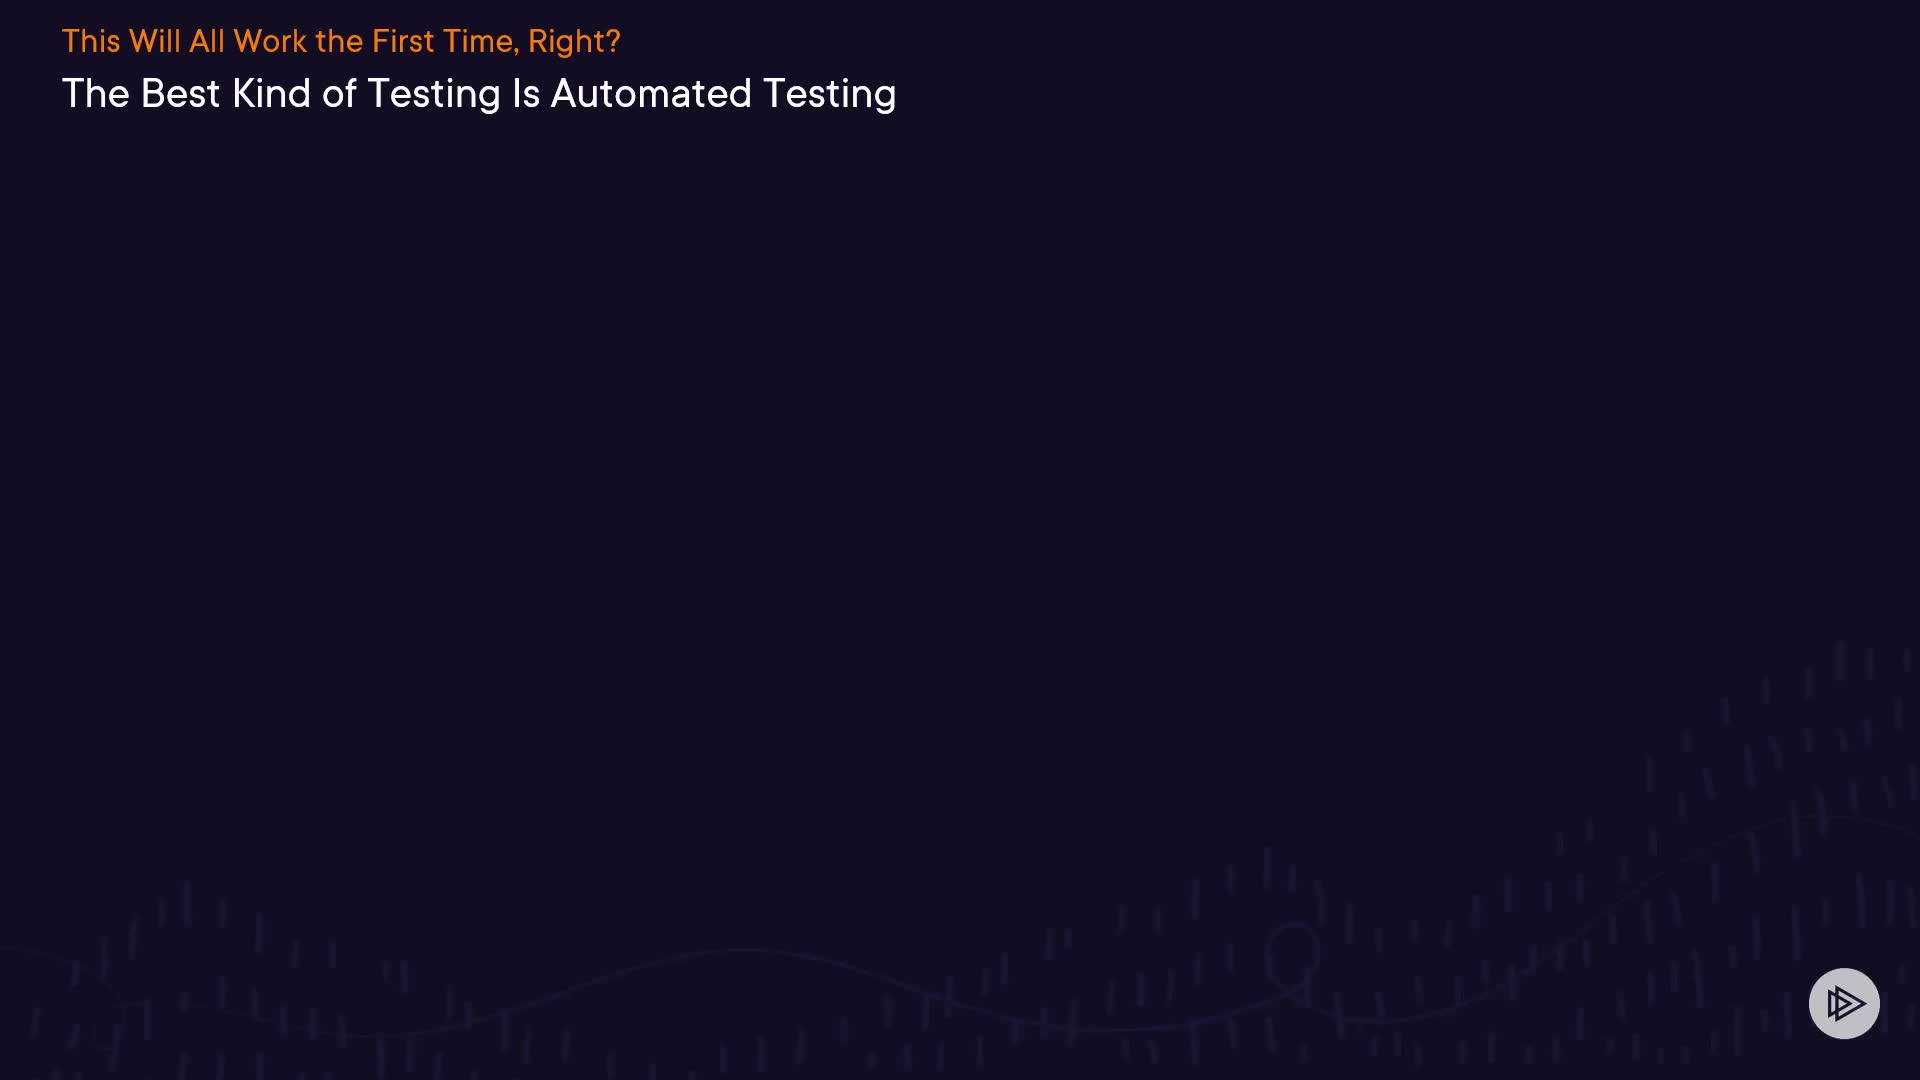 This Will All Work the First Time, Right?
The Best Kind of Testing Is Automated Testing